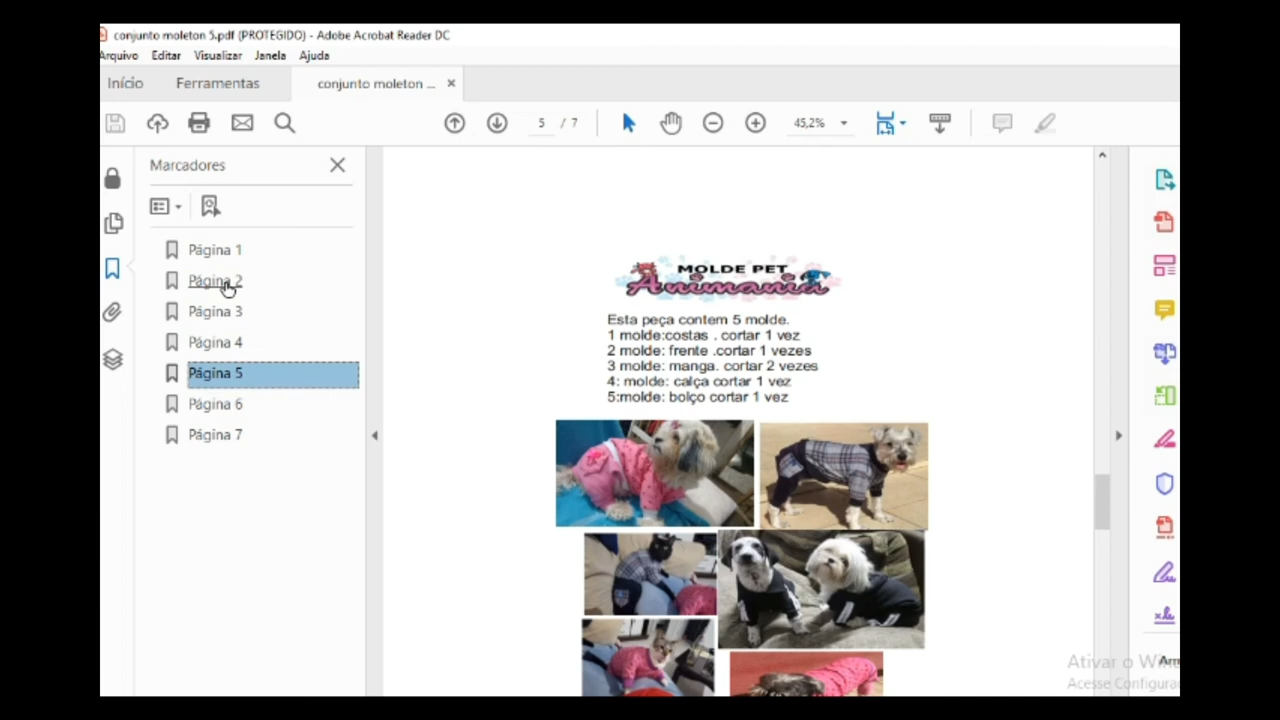 conjunto moleton 5.pdf (PROTEGIDO) - Adobe Acrobat Reader DC
Arquivo Editar Visualizar Janela Ajuda
Início Ferramentas conjunto moleton ...
5 / 7 45,2%
Marcadores
Página 1
Página 2
Página 3
Página 4
Página 5
Página 6
Página 7
MOLDE PET
Animania
Esta peça contem 5 molde.
1 molde:costas . cortar 1 vez
2 molde: frente .cortar 1 vezes
3 molde: manga. cortar 2 vezes
4: molde: calça cortar 1 vez
5:molde: bolço cortar 1 vez
Ativar o
Acesse